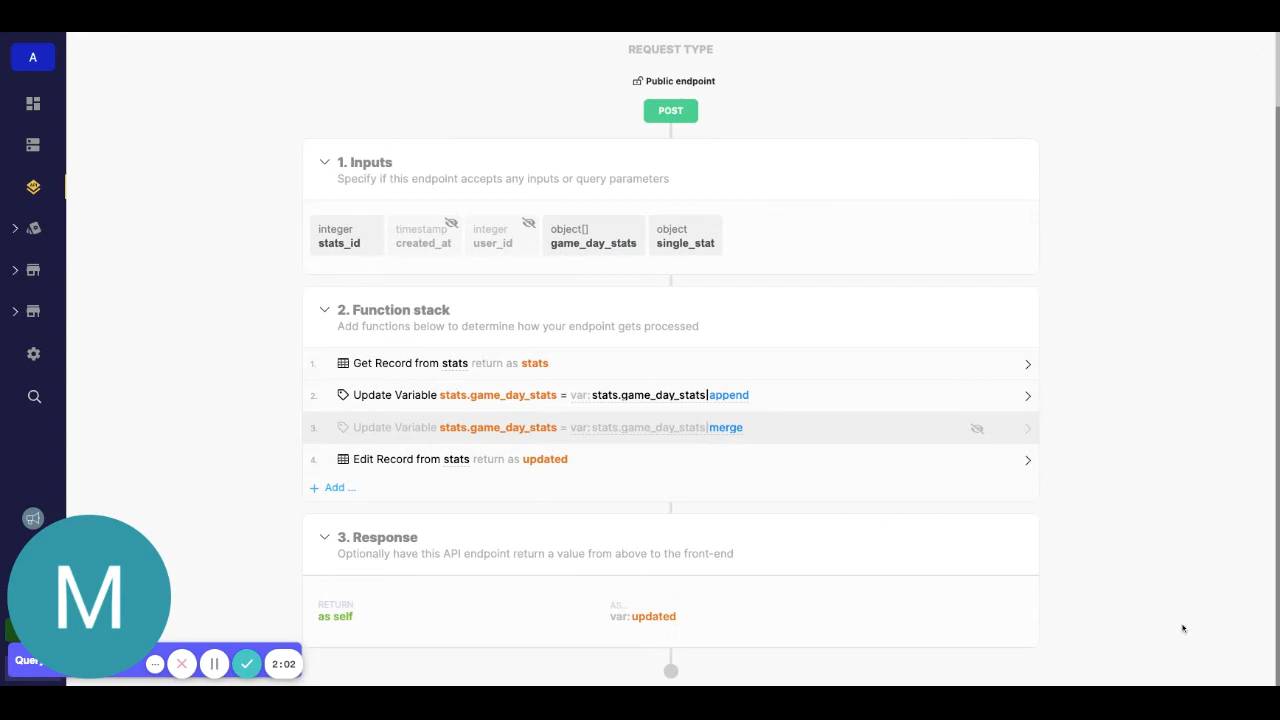 A
REQUEST TYPE
Public endpoint
POST
1. Inputs
Specify if this endpoint accepts any inputs or query parameters
integer timestamp integer object[] object
stats_id created_at user_id game_day_stats single_stat
2. Function stack
Add functions below to determine how your endpoint gets processed
1. Get Record from stats return as stats
2. Update Variable stats.game_day_stats = var:stats.game_day_stats|append
3. Update Variable stats.game_day_stats = var:stats.game_day_stats|merge
4. Edit Record from stats return as updated
+ Add ...
3. Response
Optionally have this API endpoint return a value from above to the front-end
RETURN AS...
as self var:updated
M
2:02